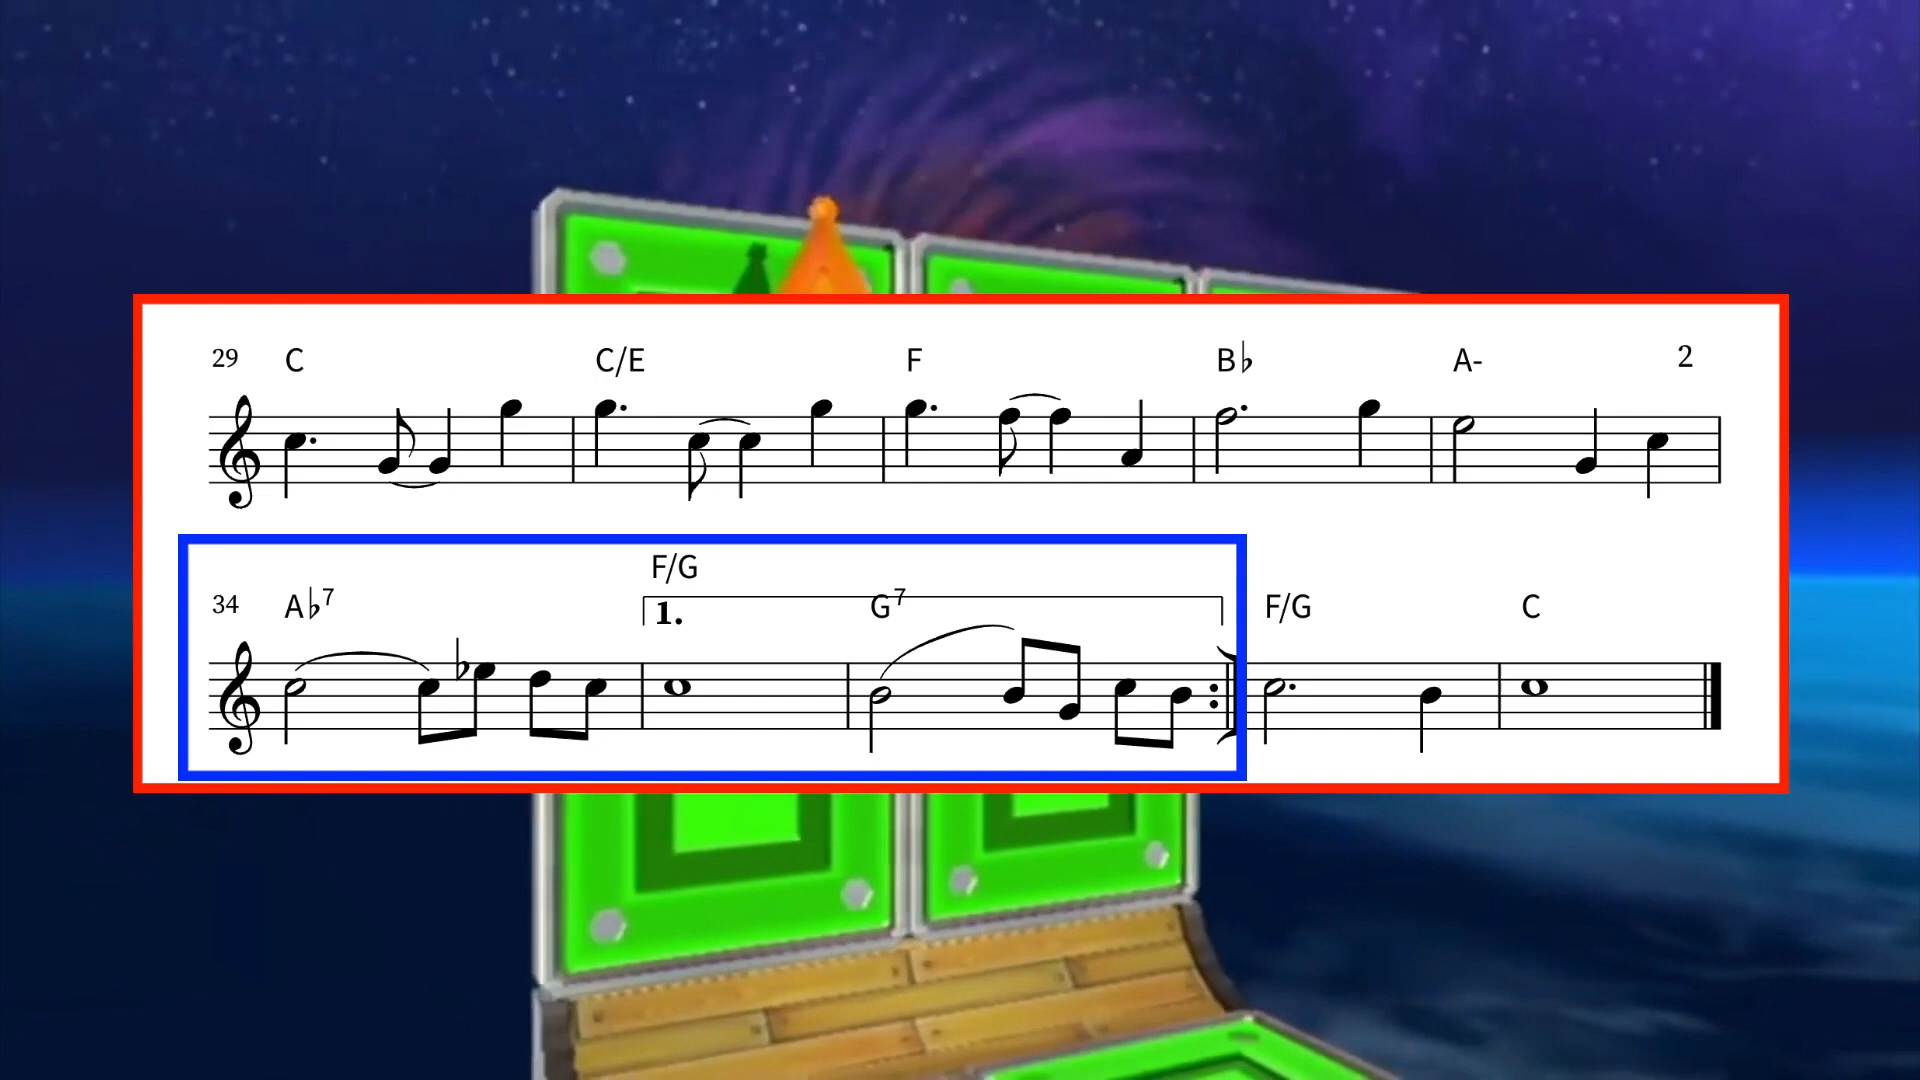 29 C C/E F B♭ A- 2
F/G
34 A♭7 1. G7 F/G C